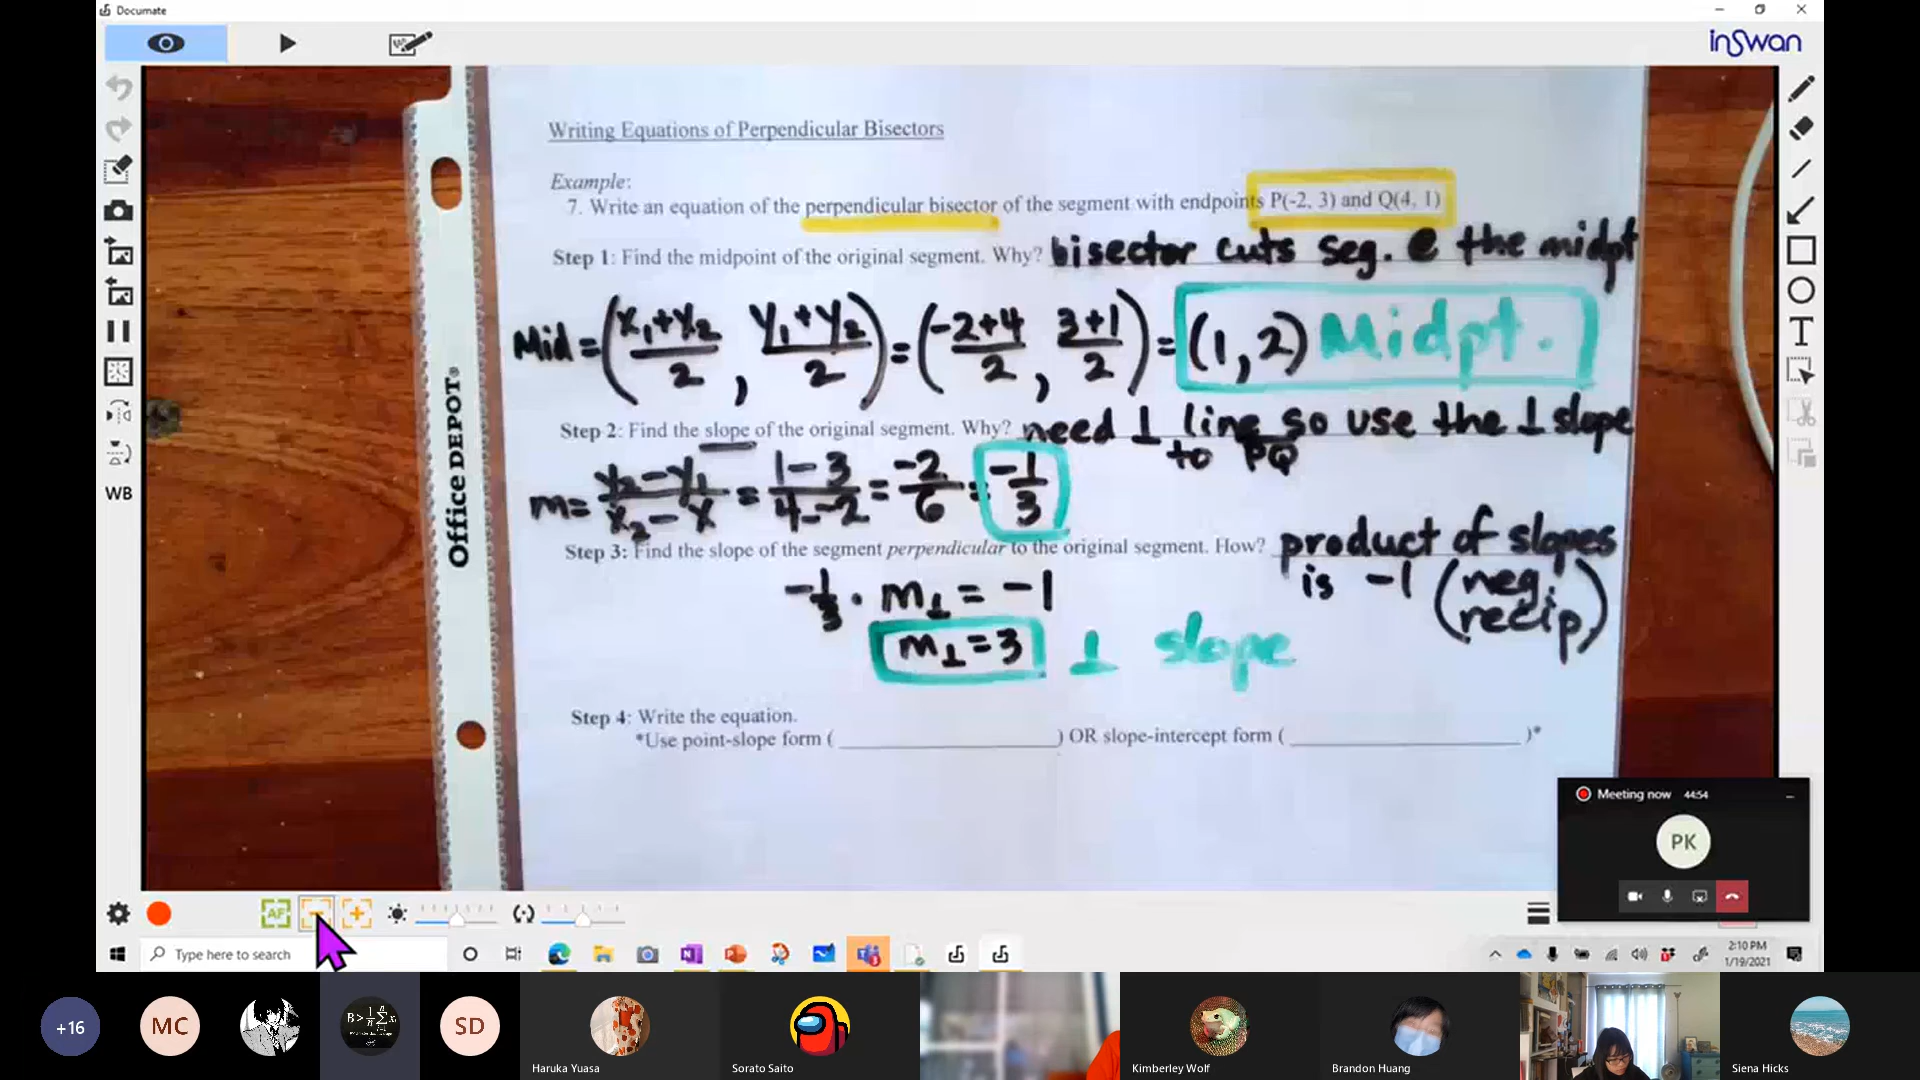 Documate
inSwan
Writing Equations of Perpendicular Bisectors
Example:
7. Write an equation of the perpendicular bisector of the segment with endpoints P(-2, 3) and Q(4, 1)
Step 1: Find the midpoint of the original segment. Why? bisector cuts seg. @ the midpt
Mid = (x₁+x₂/2, y₁+y₂/2) = (-2+4/2, 3+1/2) = (1, 2) Midpt.
Step 2: Find the slope of the original segment. Why? need ⊥ line so use the ⊥ slope
to PQ
m = y₂-y₁/x₂-x = 1-3/4--2 = -2/6 = -1/3
Step 3: Find the slope of the segment perpendicular to the original segment. How? product of slopes
is -1 (neg. recip)
-1/3 · m⊥ = -1
m⊥ = 3 ⊥ slope
Step 4: Write the equation.
*Use point-slope form ( ____________________ ) OR slope-intercept form ( ____________________ )*
Office DEPOT®
WB
T
Meeting now 44:54
PK
AF
Type here to search
2:10 PM
1/19/2021
+16
MC
SD
Haruka Yuasa
Sorato Saito
Kimberley Wolf
Brandon Huang
Siena Hicks